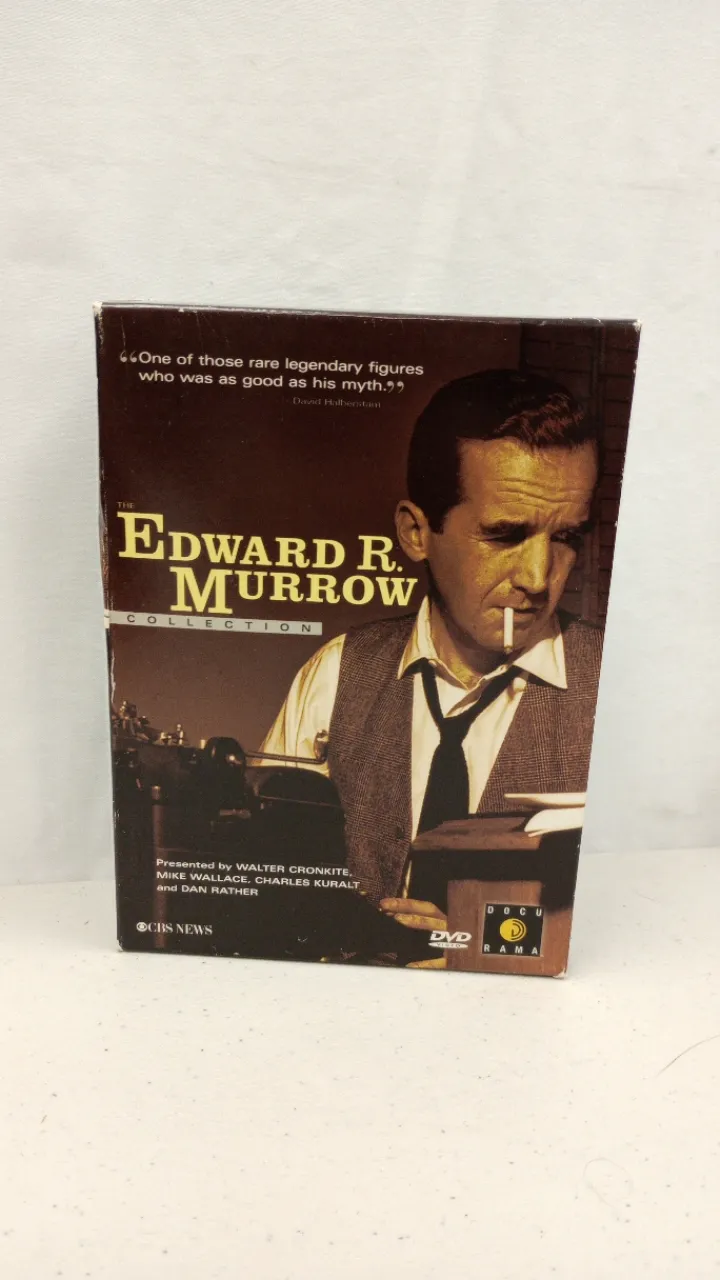 “One of those rare legendary figures
who was as good as his myth.”
-David Halberstam
THE
EDWARD R.
MURROW
COLLECTION
Presented by WALTER CRONKITE,
MIKE WALLACE, CHARLES KURALT
and DAN RATHER
CBS NEWS
DVD
VIDEO
DOCU
RAMA